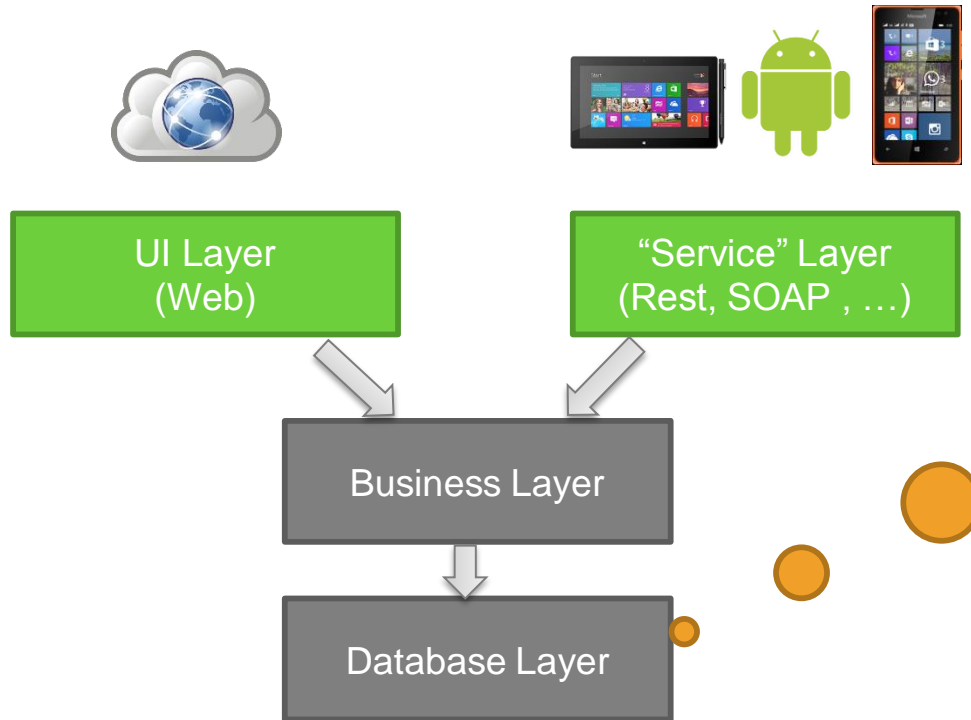 UI Layer
(Web)
“Service” Layer
(Rest, SOAP , …)
Business Layer
Database Layer